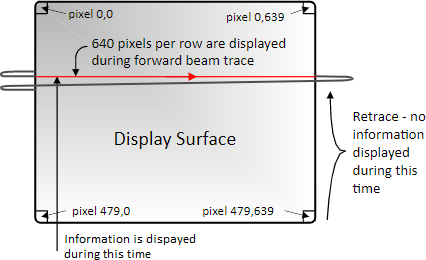 pixel 0,0
pixel 0,639
640 pixels per row are displayed
during forward beam trace
Retrace - no
information
displayed
during this
time
Display Surface
pixel 479,0
pixel 479,639
Information is dispayed
during this time